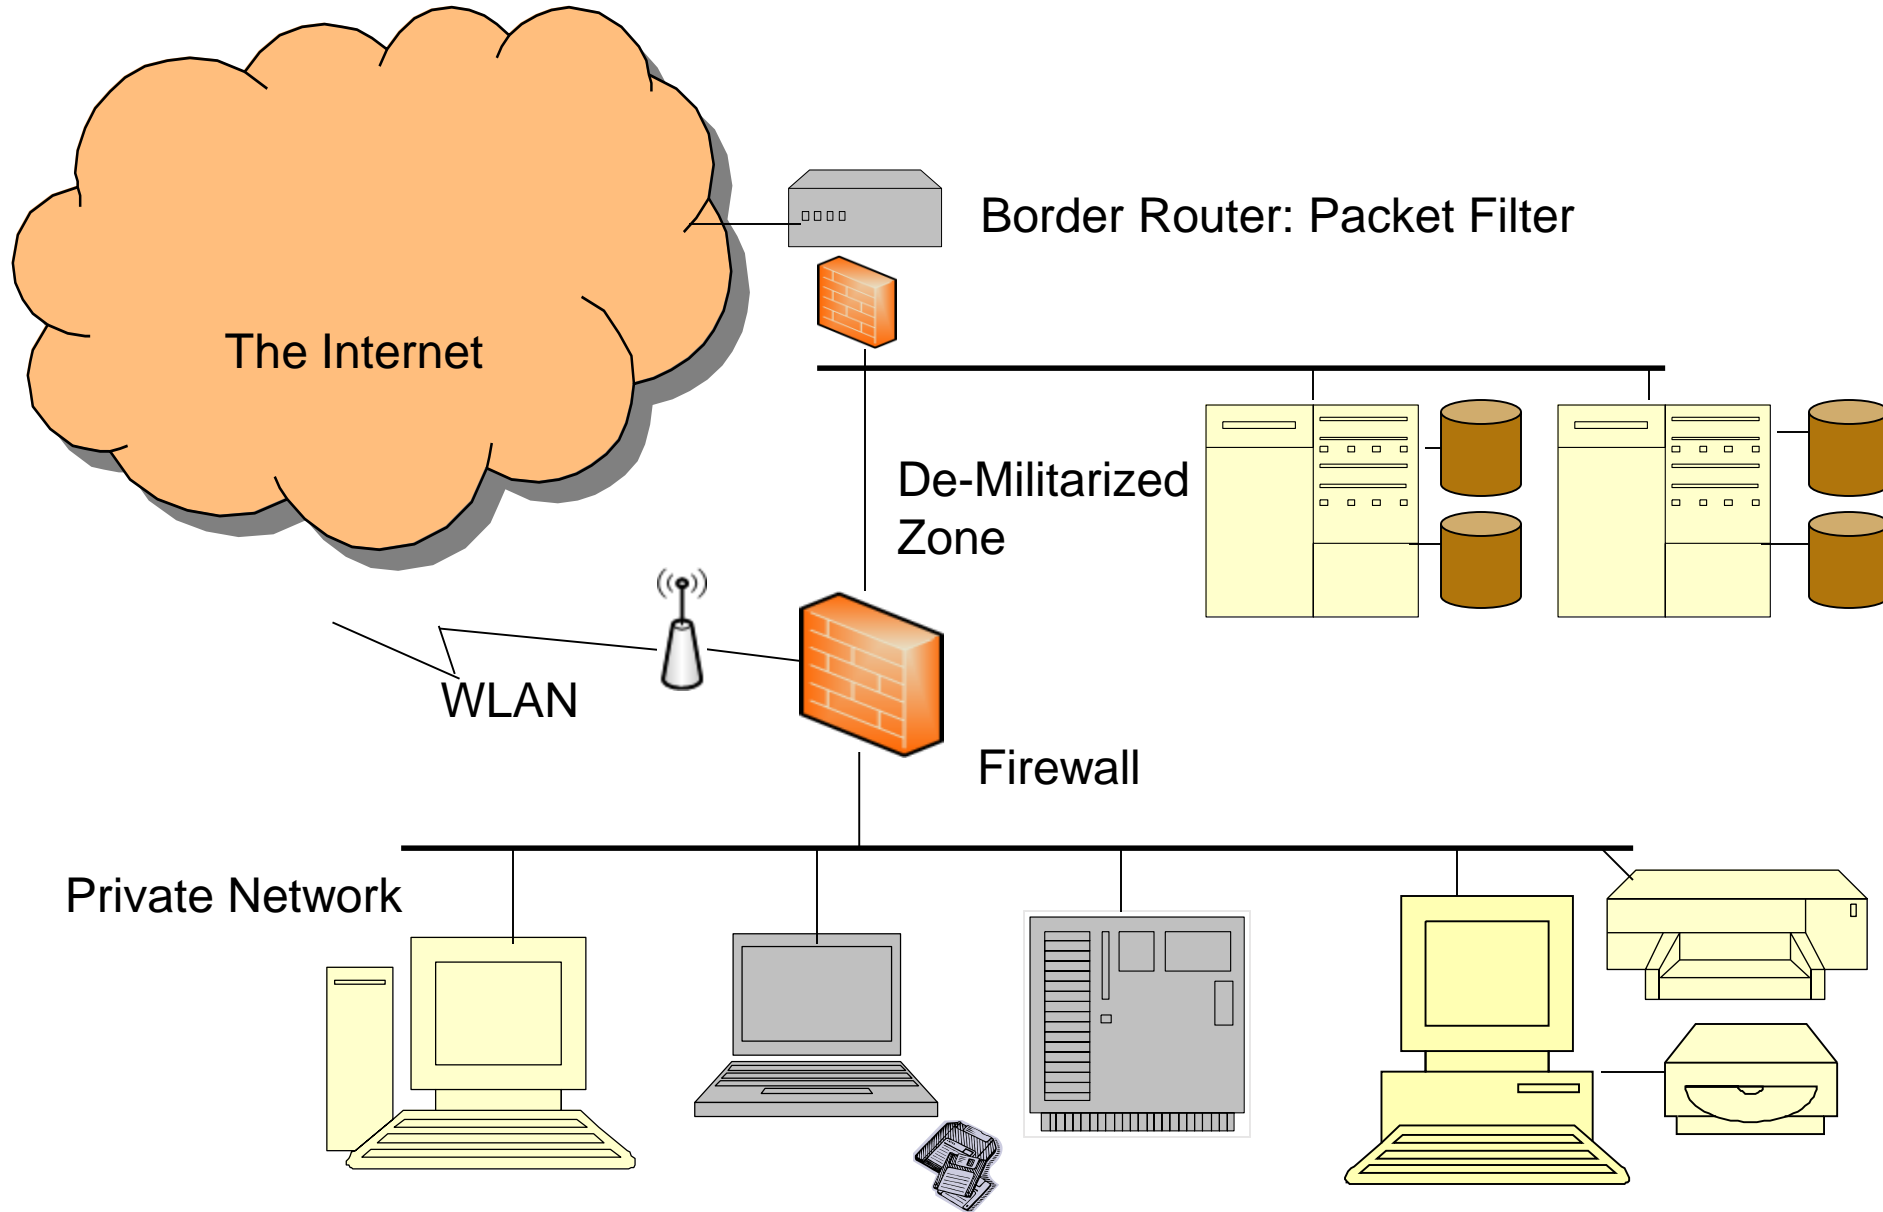 Border Router: Packet Filter
The Internet
De-Militarized
Zone
WLAN
Firewall
Private Network